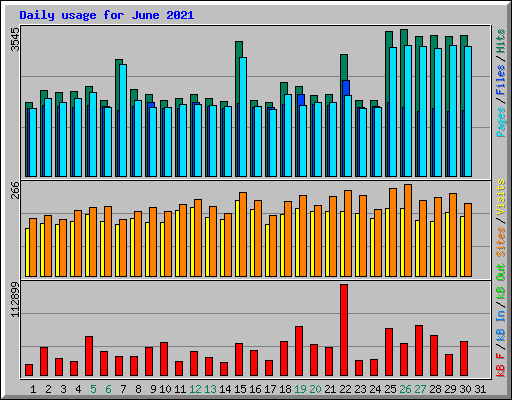 Daily usage for June 2021
3545
266
112899
Pages / Files / Hits
Sites / Visits
kB F / kB In / kB Out
1 2 3 4 5 6 7 8 9 10 11 12 13 14 15 16 17 18 19 20 21 22 23 24 25 26 27 28 29 30 31